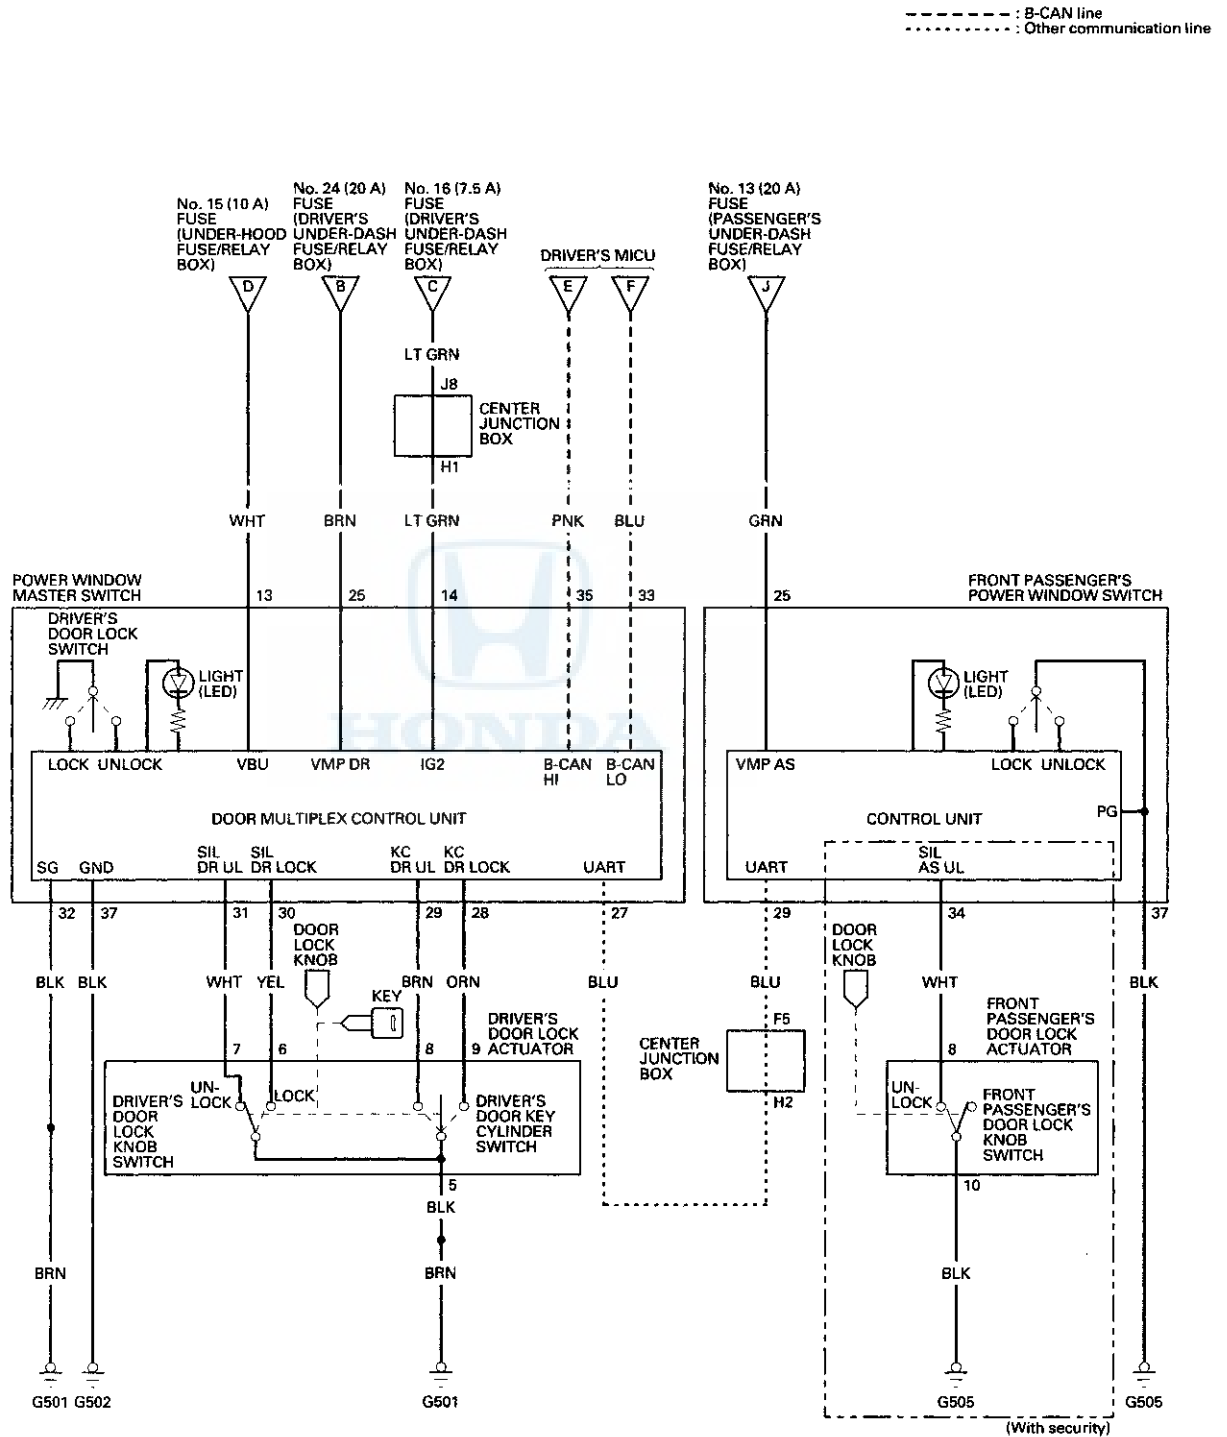 : B-CAN line
: Other communication line
No. 15 (10 A)
FUSE
(UNDER-HOOD
FUSE/RELAY
BOX)
No. 24 (20 A)
FUSE
(DRIVER'S
UNDER-DASH
FUSE/RELAY
BOX)
No. 16 (7.5 A)
FUSE
(DRIVER'S
UNDER-DASH
FUSE/RELAY
BOX)
DRIVER'S MICU
No. 13 (20 A)
FUSE
(PASSENGER'S
UNDER-DASH
FUSE/RELAY
BOX)
D B C E F J
LT GRN
J8
CENTER
JUNCTION
BOX
H1
WHT BRN LT GRN PNK BLU GRN
POWER WINDOW
MASTER SWITCH
13 25 14 35 33 25
FRONT PASSENGER'S
POWER WINDOW SWITCH
DRIVER'S
DOOR LOCK
SWITCH
LIGHT
(LED)
LIGHT
(LED)
HONDA
LOCK UNLOCK VBU VMP DR IG2
B-CAN
HI
B-CAN
LO
VMP AS LOCK UNLOCK
PG
DOOR MULTIPLEX CONTROL UNIT
CONTROL UNIT
SG GND
SIL
DR UL
SIL
DR LOCK
KC
DR UL
KC
DR LOCK
UART
UART
SIL
AS UL
32 37 31 30 29 28 27 29 34 37
DOOR
LOCK
KNOB
DOOR
LOCK
KNOB
BLK BLK WHT YEL BRN ORN BLU BLU WHT BLK
KEY
DRIVER'S
DOOR LOCK
ACTUATOR
F5
CENTER
JUNCTION
BOX
H2
FRONT
PASSENGER'S
DOOR LOCK
ACTUATOR
7 6 8 9 8
UN-
LOCK
LOCK
DRIVER'S
DOOR
LOCK
KNOB
SWITCH
DRIVER'S
DOOR KEY
CYLINDER
SWITCH
UN-
LOCK
FRONT
PASSENGER'S
DOOR LOCK
KNOB
SWITCH
5 10
BLK
BRN BRN BLK
G501 G502 G501 G505 G505
(With security)